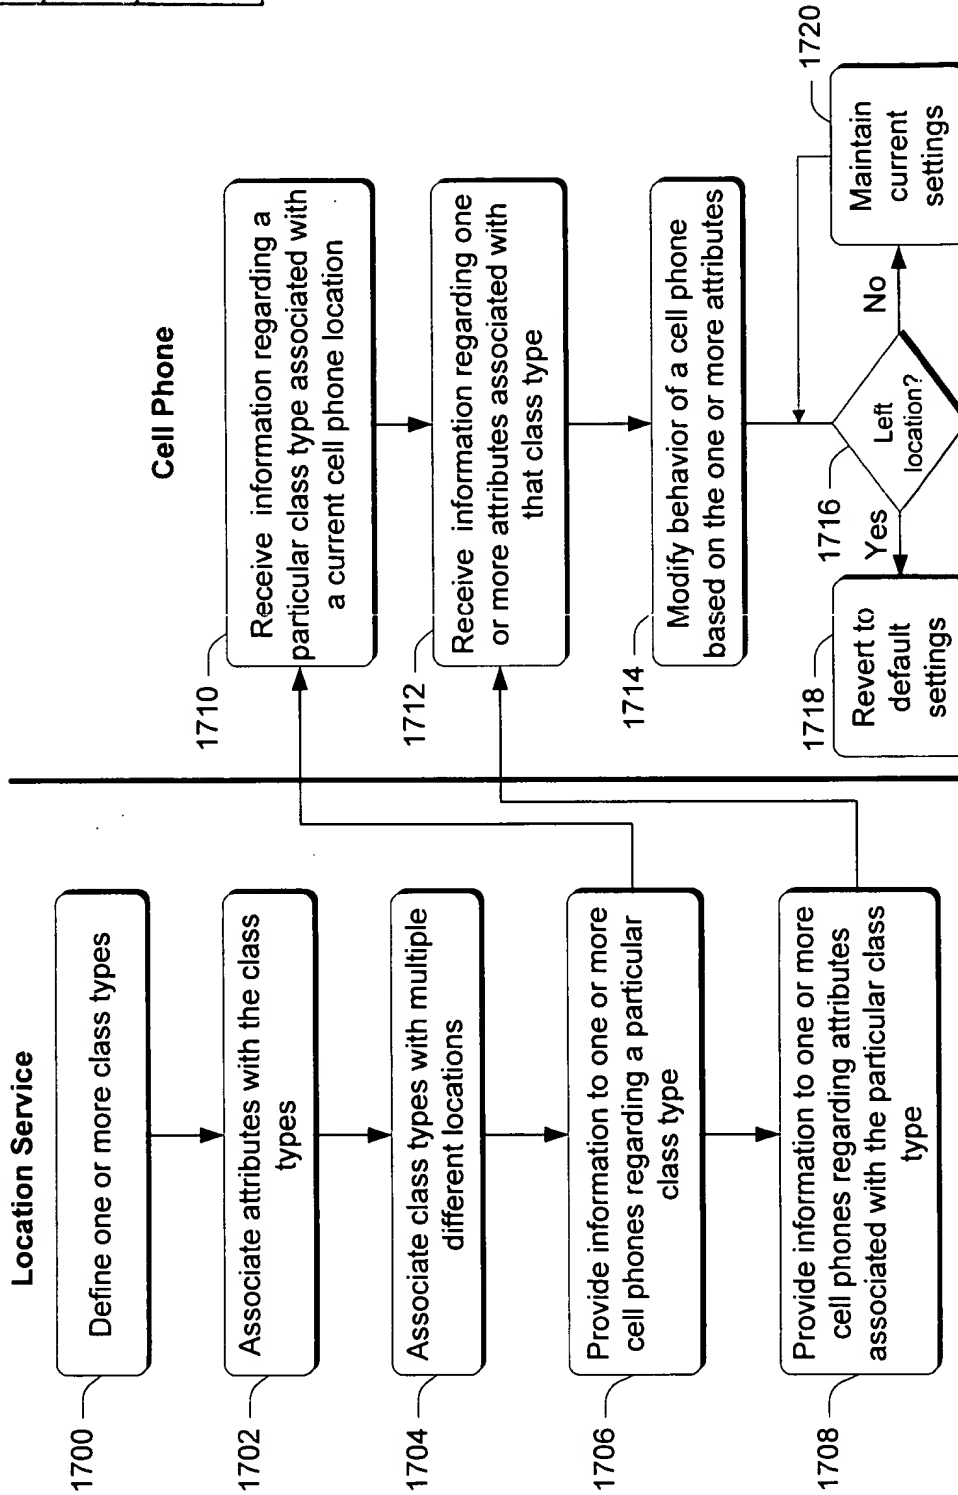 Location Service
1700
Define one or more class types
1702
Associate attributes with the class
types
1704
Associate class types with multiple
different locations
1706
Provide information to one or more
cell phones regarding a particular
class type
1708
Provide information to one or more
cell phones regarding attributes
associated with the particular class
type
Cell Phone
1710
Receive information regarding a
particular class type associated with
a current cell phone location
1712
Receive information regarding one
or more attributes associated with
that class type
1714
Modify behavior of a cell phone
based on the one or more attributes
1716
Left
location?
Yes
No
1718
Revert to
default
settings
1720
Maintain
current
settings